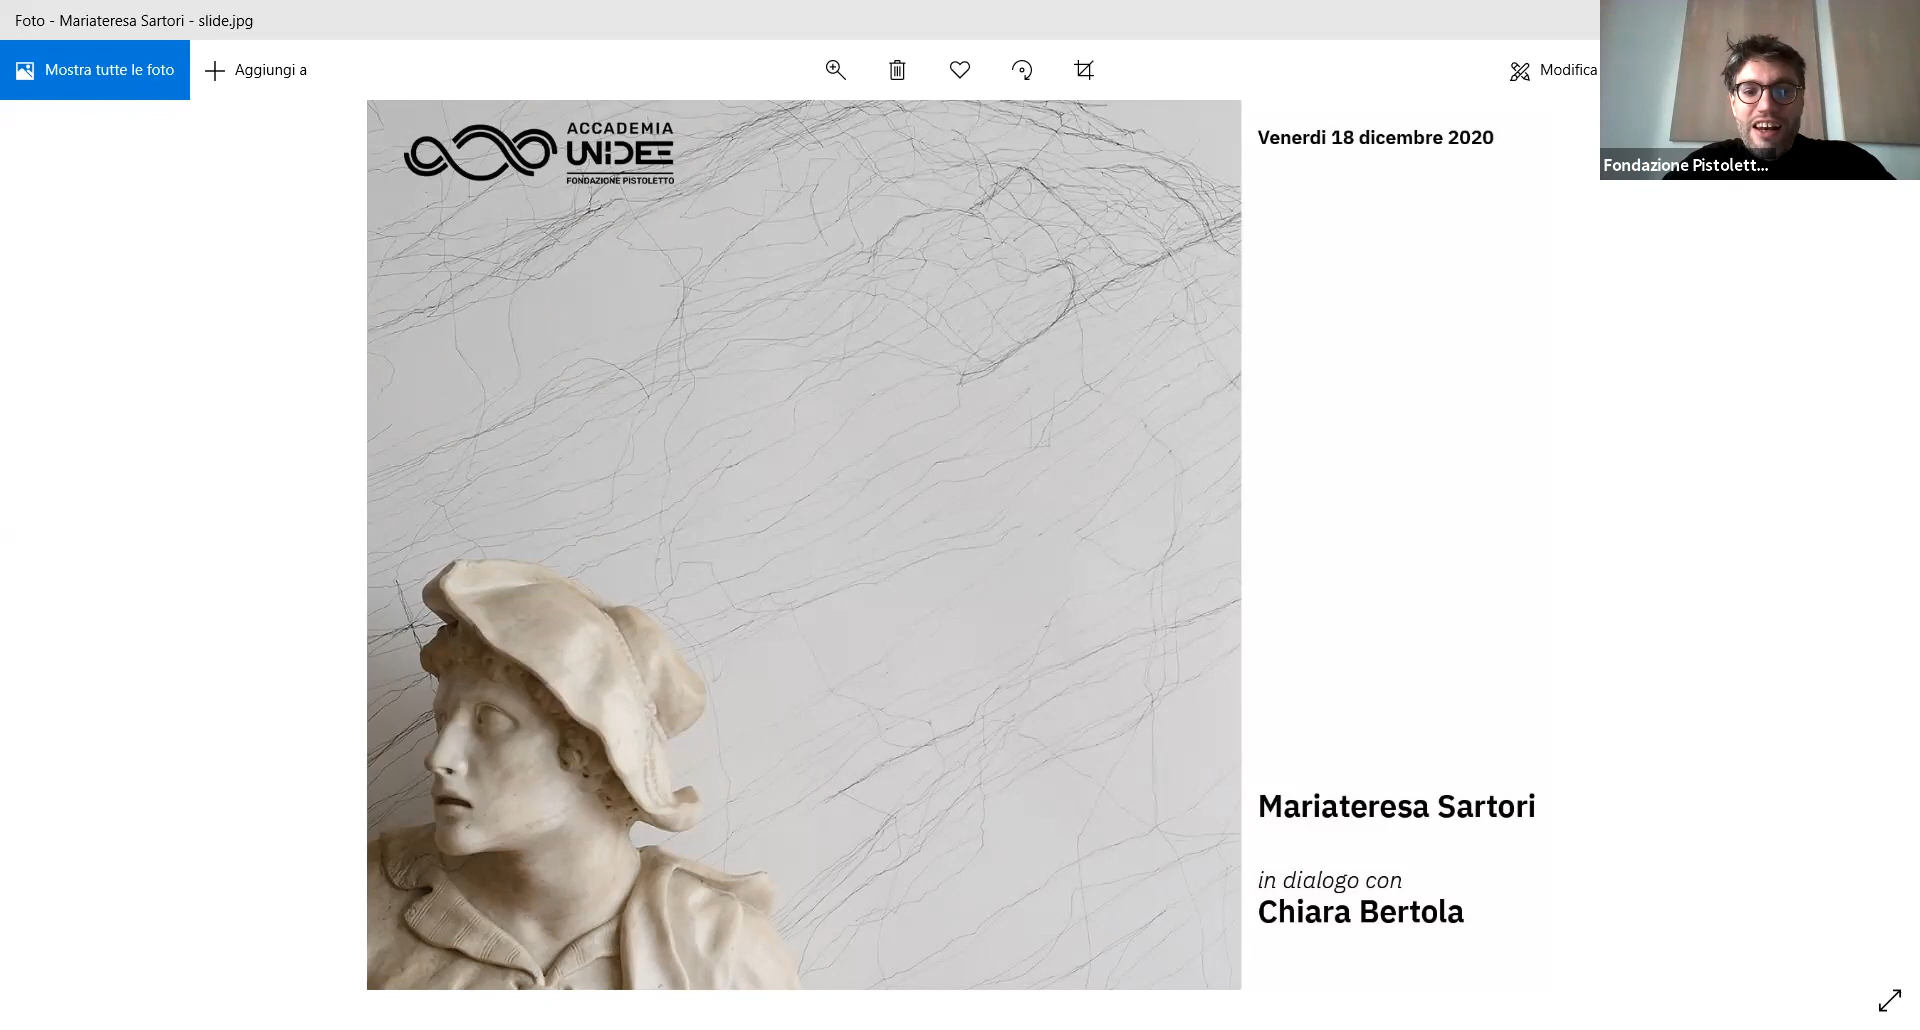 Foto - Mariateresa Sartori - slide.jpg
Mostra tutte le foto
Aggiungi a
Modifica
ACCADEMIA
UNIDEE
FONDAZIONE PISTOLETTO
Venerdi 18 dicembre 2020
Fondazione Pistolett...
Mariateresa Sartori
in dialogo con
Chiara Bertola